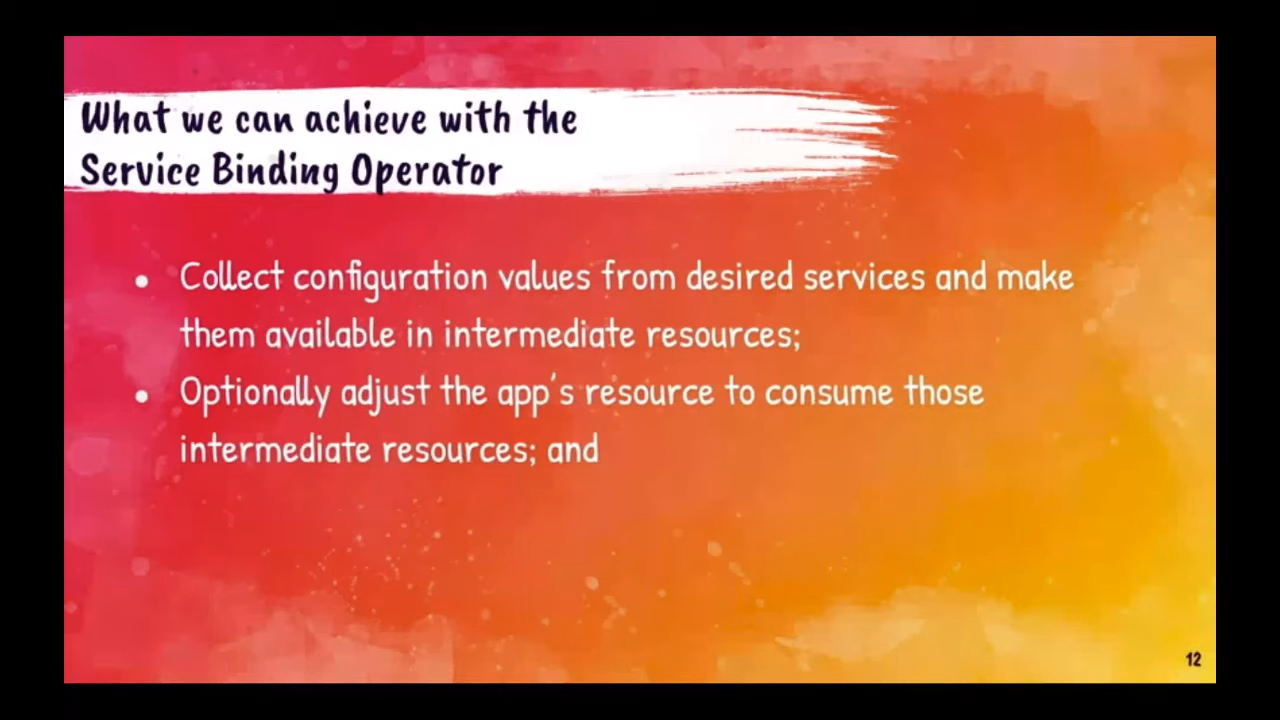 What we can achieve with the
Service Binding Operator
• Collect configuration values from desired services and make
them available in intermediate resources;
• Optionally adjust the app's resource to consume those
intermediate resources; and
12